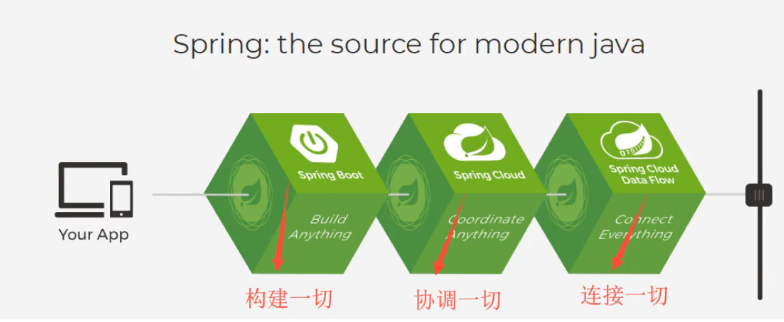 Spring: the source for modern java
Spring Boot
Spring Cloud
Spring Cloud
Data Flow
Your App
Build
Anything
Coordinate
Anything
Connect
Everything
构建一切
协调一切
连接一切